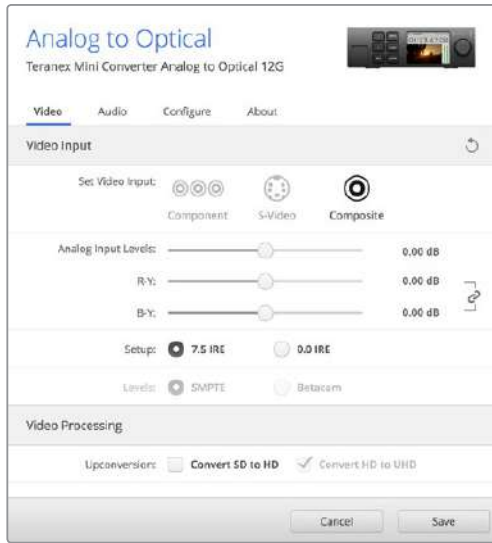 Analog to Optical
Teranex Mini Converter Analog to Optical 12G
Video Audio Configure About
Video Input
Set Video Input:
Component S-Video Composite
Analog Input Levels: 0.00 dB
R-Y: 0.00 dB
B-Y: 0.00 dB
Setup: 7.5 IRE 0.0 IRE
Levels: SMPTE Betacam
Video Processing
Upconversion: Convert SD to HD Convert HD to UHD
Cancel Save